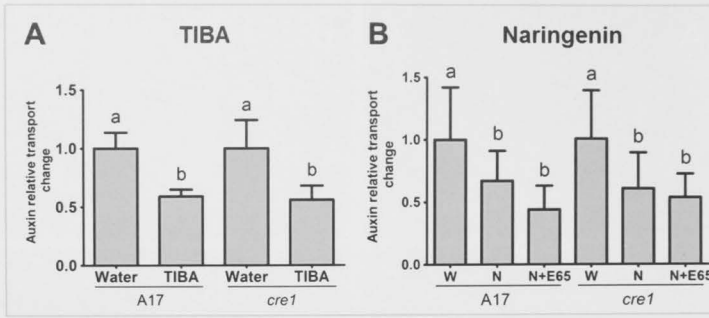 A
TIBA
Auxin relative transport
change
1.5
1.0
0.5
0.0
a
b
a
b
Water
TIBA
Water
TIBA
A17
cre1
B
Naringenin
Auxin relative transport
change
1.5
1.0
0.5
0.0
a
b
b
a
b
b
W
N
N+E65
W
N
N+E65
A17
cre1